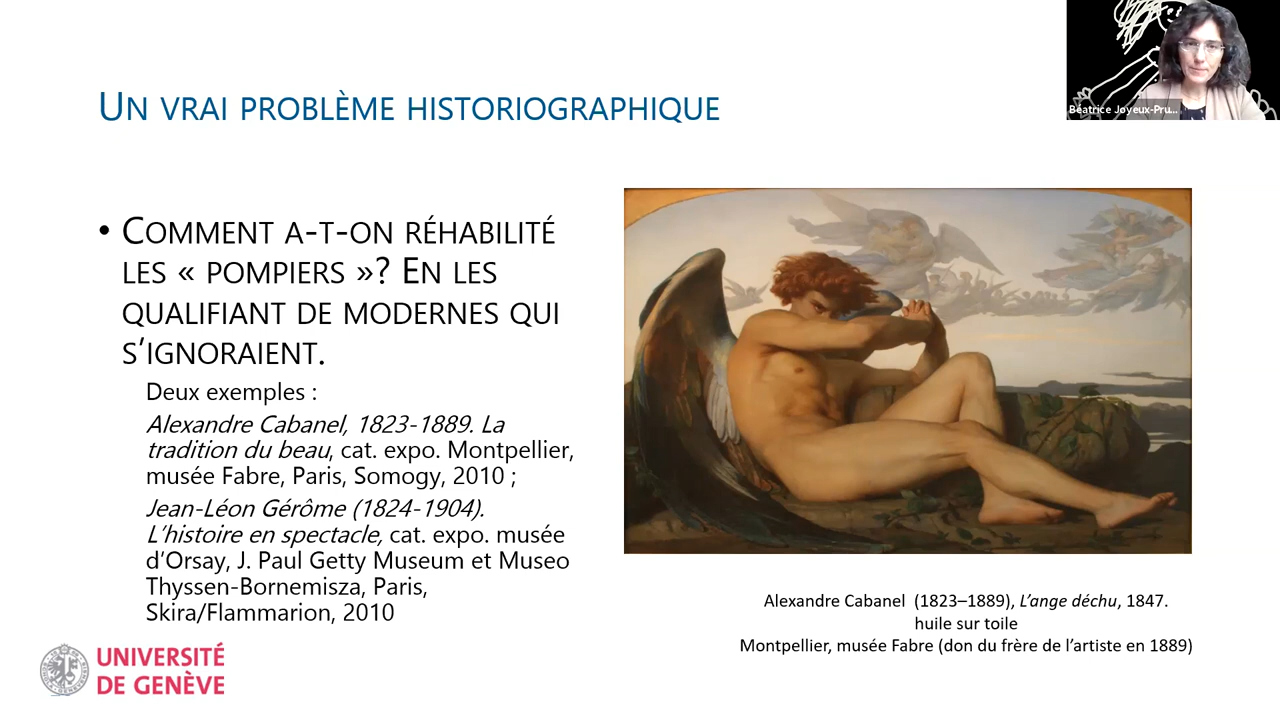 UN VRAI PROBLÈME HISTORIOGRAPHIQUE
Béatrice Joyeux-Pru...
• COMMENT A-T-ON RÉHABILITÉ
LES « POMPIERS »? EN LES
QUALIFIANT DE MODERNES QUI
S’IGNORAIENT.
Deux exemples :
Alexandre Cabanel, 1823-1889. La
tradition du beau, cat. expo. Montpellier,
musée Fabre, Paris, Somogy, 2010 ;
Jean-Léon Gérôme (1824-1904).
L’histoire en spectacle, cat. expo. musée
d’Orsay, J. Paul Getty Museum et Museo
Thyssen-Bornemisza, Paris,
Skira/Flammarion, 2010
Alexandre Cabanel (1823–1889), L’ange déchu, 1847.
huile sur toile
Montpellier, musée Fabre (don du frère de l’artiste en 1889)
UNIVERSITÉ
DE GENÈVE